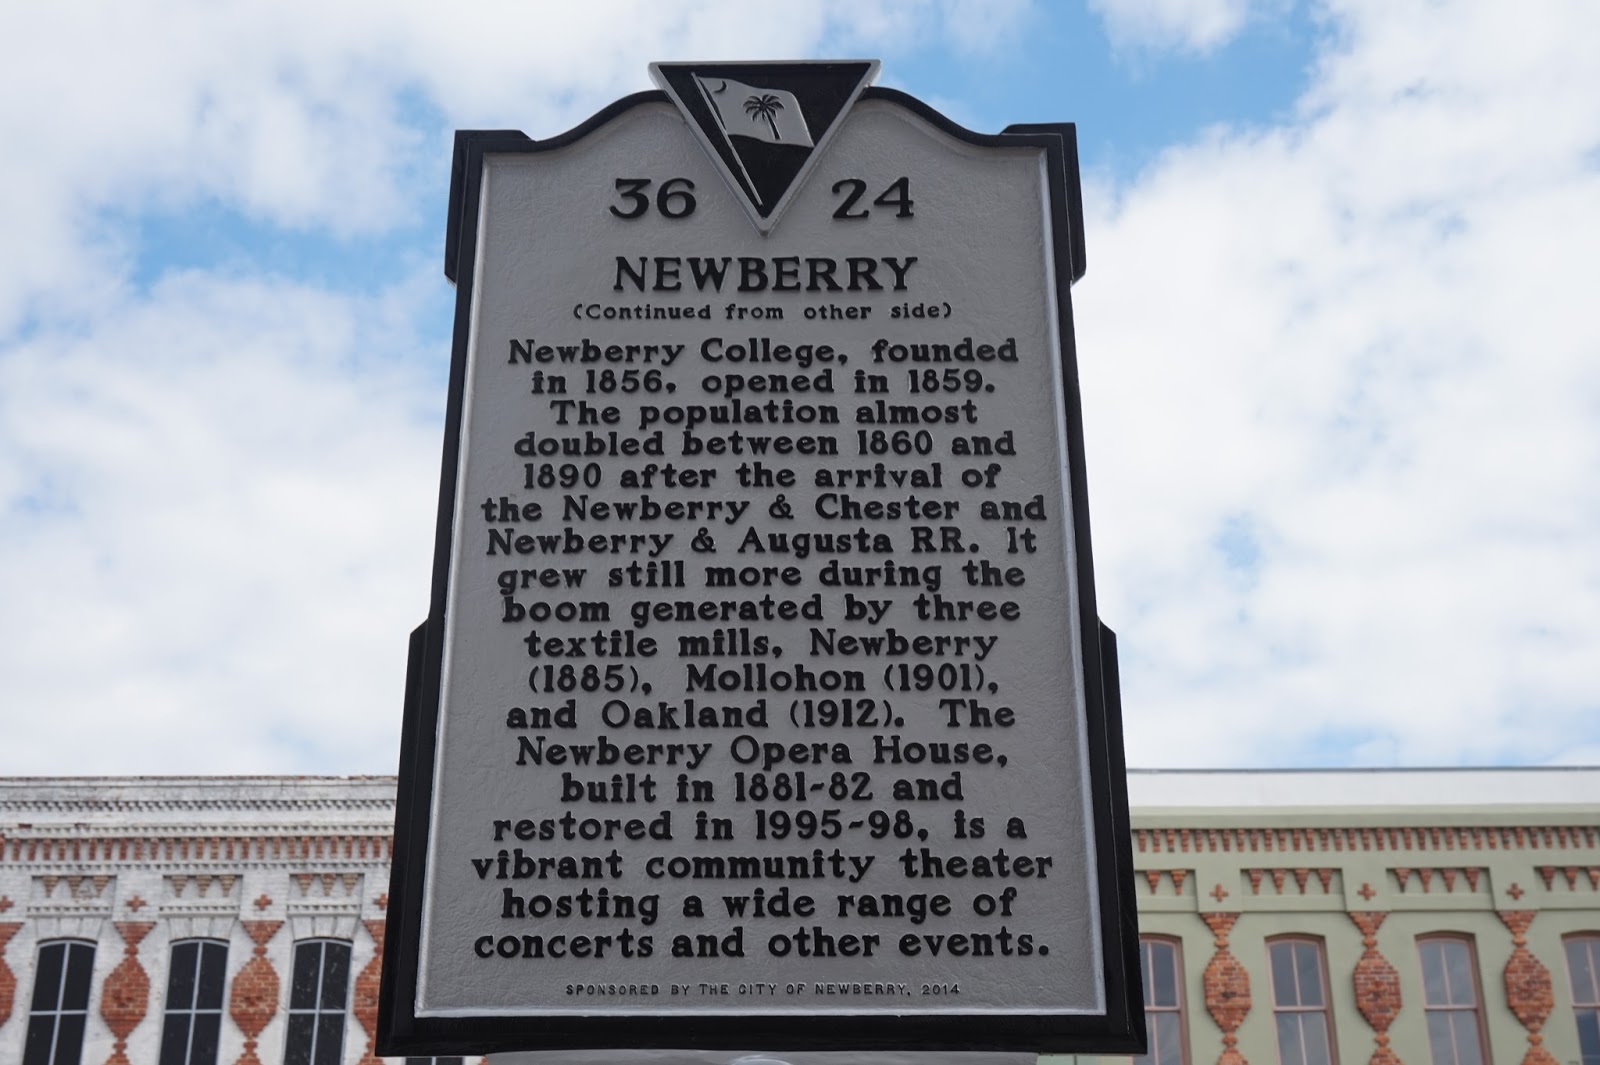 36 24
NEWBERRY
(Continued from other side)
Newberry College, founded
in 1856, opened in 1859.
The population almost
doubled between 1860 and
1890 after the arrival of
the Newberry & Chester and
Newberry & Augusta RR. It
grew still more during the
boom generated by three
textile mills, Newberry
(1885), Mollohon (1901),
and Oakland (1912). The
Newberry Opera House,
built in 1881-82 and
restored in 1995-98, is a
vibrant community theater
hosting a wide range of
concerts and other events.
SPONSORED BY THE CITY OF NEWBERRY, 2014